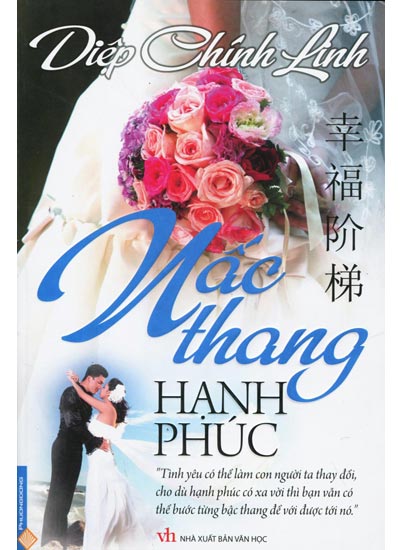 Diệp Chính Linh
幸福阶梯
Nấc
thang
HẠNH
PHÚC
"Tình yêu có thể làm con người ta thay đổi,
cho dù hạnh phúc có xa vời thì bạn vẫn có
thể bước từng bậc thang để với được tới nó."
PHUONGDONG
vh NHÀ XUẤT BẢN VĂN HỌC